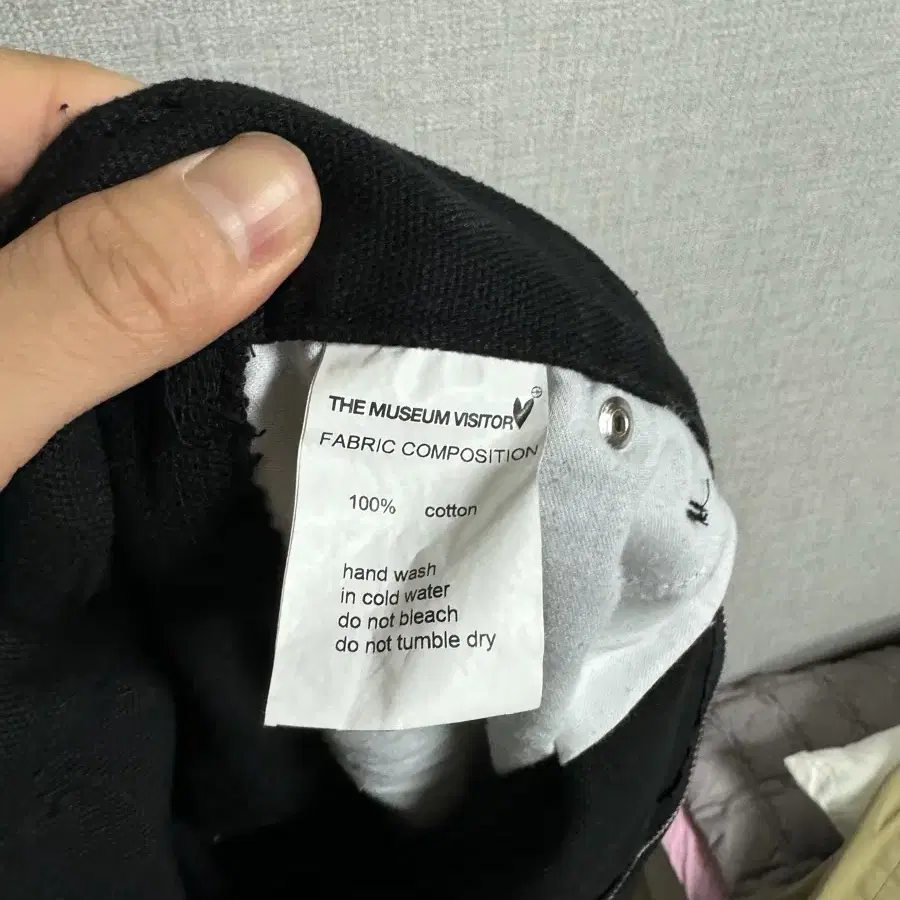 THE MUSEUM VISITOR
FABRIC COMPOSITION
100% cotton
hand wash
in cold water
do not bleach
do not tumble dry